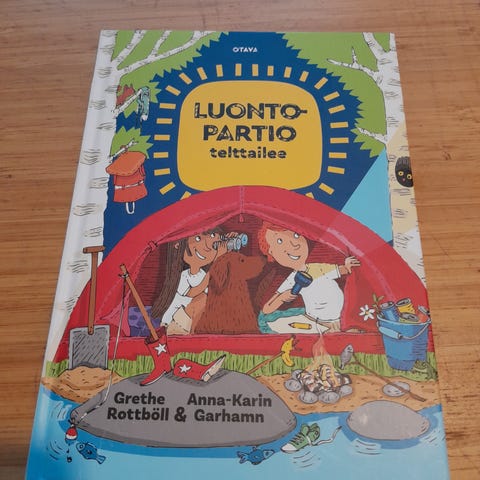 OTAVA
LUONTO-
PARTIO
telttailee
Grethe Anna-Karin
Rottböll & Garhamn